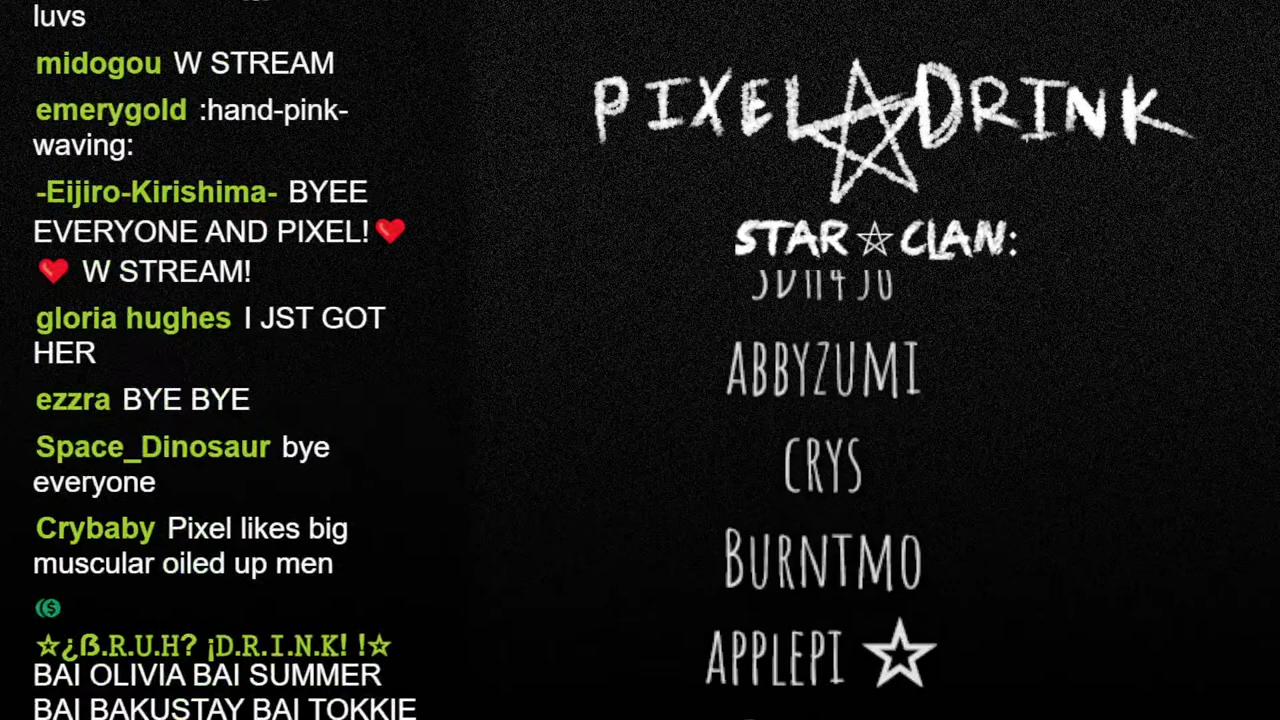 luvs
midogou W STREAM
emerygold :hand-pink-
waving:
-Eijiro-Kirishima- BYEE
EVERYONE AND PIXEL!❤️
❤️ W STREAM!
gloria hughes I JST GOT
HER
ezzra BYE BYE
Space_Dinosaur bye
everyone
Crybaby Pixel likes big
muscular oiled up men
☆¿ẞ.R.U.H? ¡D.R.I.N.K! !☆
BAI OLIVIA BAI SUMMER
BAI BAKUSTAY BAI TOKKIE
PIXEL DRINK
STAR☆CLAN:
ABBYZUMI
CRYS
BURNTMO
APPLEPI ☆